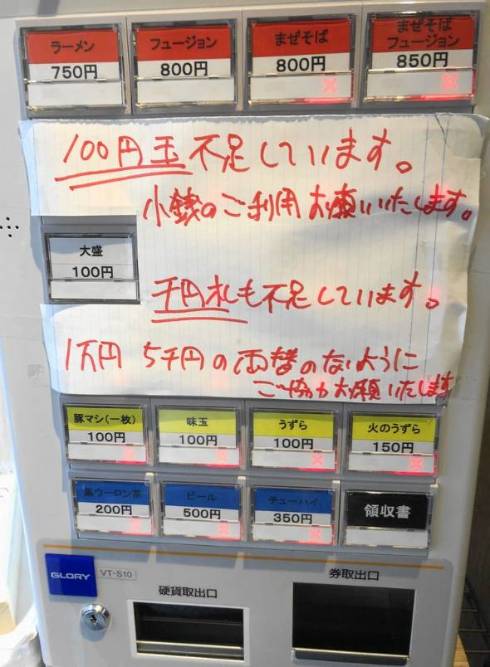 ラーメン
750円
フュージョン
800円
まぜそば
800円
まぜそば
フュージョン
850円
100円玉不足しています。
小銭のご利用お願いいたします。
大盛
100円
千円札も不足しています。
1万円 5千円の両替のないように
ご協力お願いいたします
豚マシ(一枚)
100円
味玉
100円
うずら
100円
火のうずら
150円
黒ウーロン茶
200円
ビール
500円
チューハイ
350円
領収書
GLORY
VT-S10
硬貨取出口
券取出口